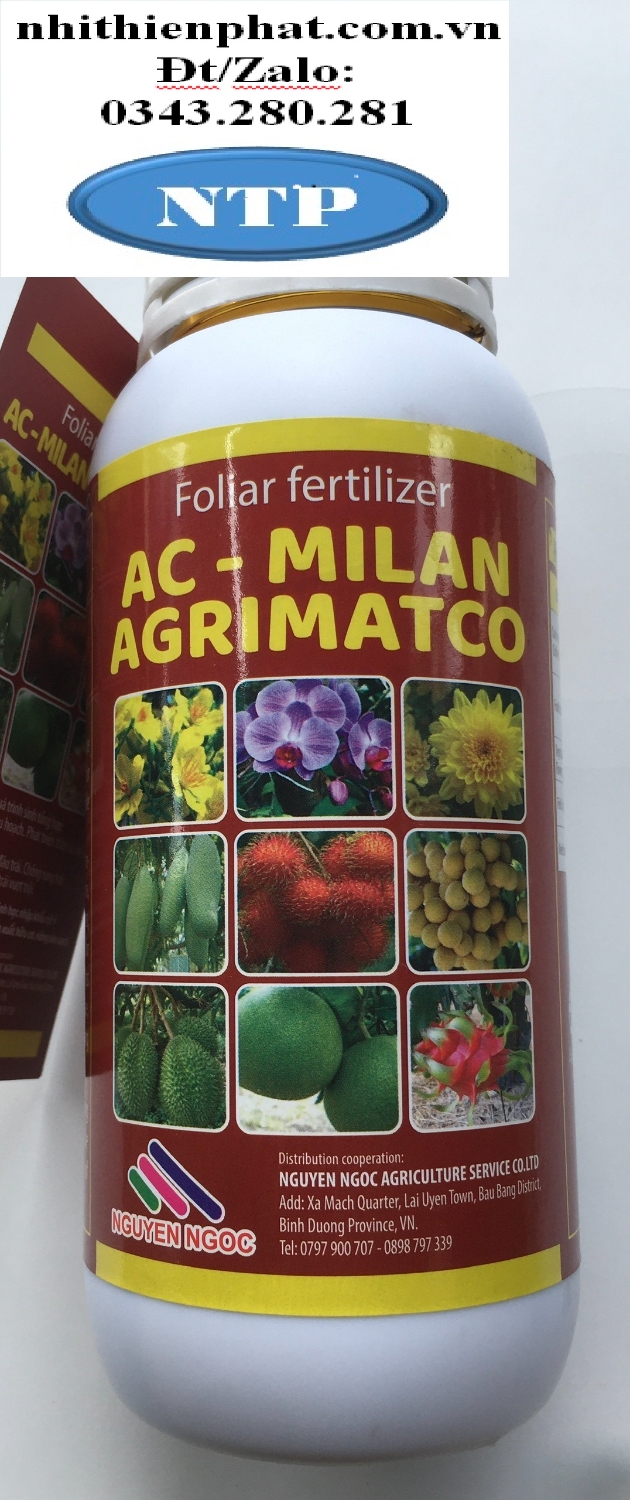 nhithienphat.com.vn
Đt/Zalo:
0343.280.281
NTP
Foliar fertilizer
AC - MILAN
AGRIMATCO
NGUYEN NGOC
Distribution cooperation:
NGUYEN NGOC AGRICULTURE SERVICE CO.LTD
Add: Xa Mach Quarter, Lai Uyen Town, Bau Bang District,
Binh Duong Province, VN.
Tel: 0797 900 707 - 0898 797 339
Folia
AC-MILAN